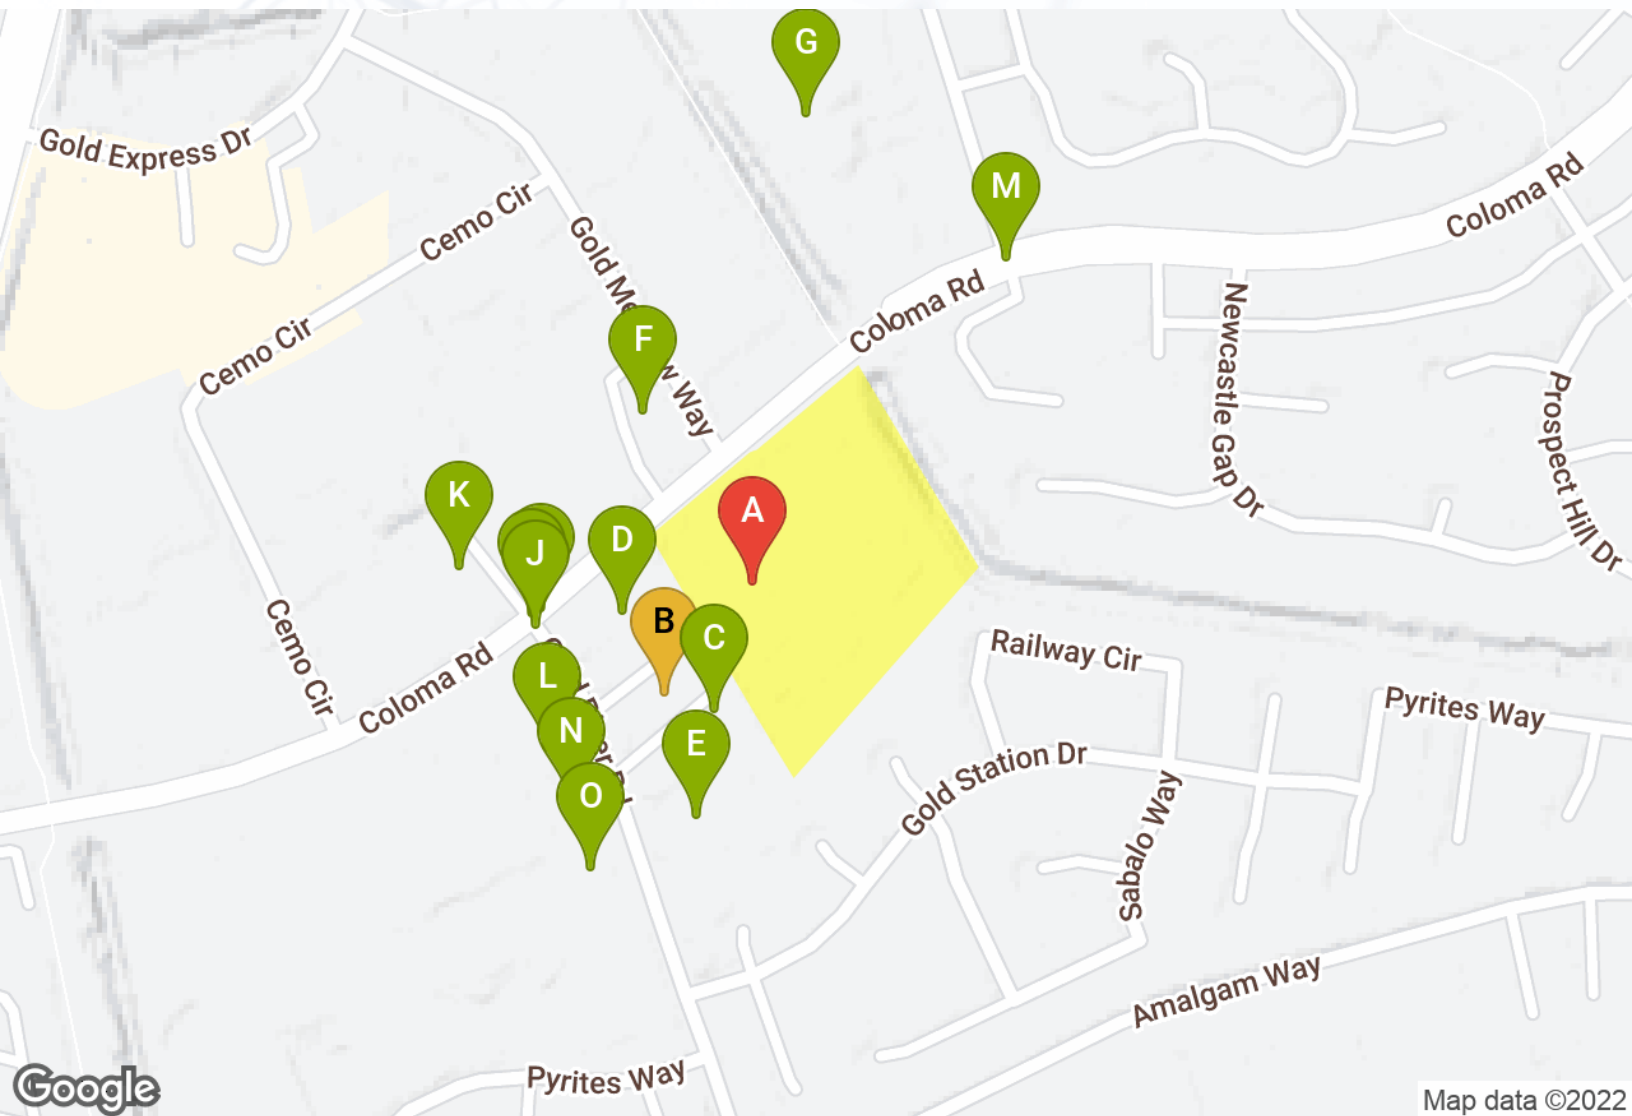 G
Gold Express Dr
M
Coloma Rd
Cemo Cir
Gold Me
w Way
Coloma Rd
Newcastle Gap Dr
F
Cemo Cir
Prospect Hill Dr
K
A
D
J
Cemo Cir
B
C
Railway Cir
Coloma Rd
L
Pyrites Way
N
E
Gold Station Dr
O
Sabalo Way
Amalgam Way
Pyrites Way
Google
Map data ©2022